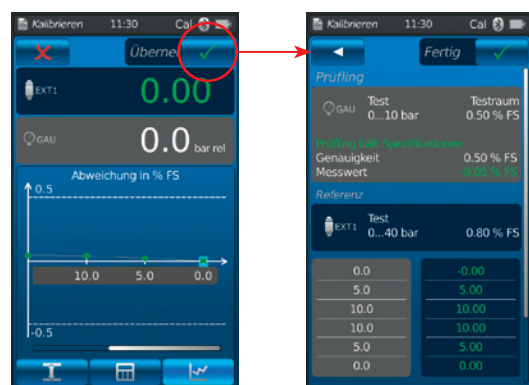 Kalibrieren 11:30 Cal
Überne
EXT1 0.00
GAU 0.0 bar rel
Abweichung in % FS
0.5
10.0 5.0 0.0
-0.5
Kalibrieren 11:30 Cal
Fertig
Prüfling
GAU Test Testraum
0...10 bar 0.50 % FS
Prüfling hält Spezifikationen
Genauigkeit 0.50 % FS
Messwert 0.05 % FS
Referenz
EXT1 Test
0...40 bar 0.80 % FS
0.0 -0.00
5.0 5.00
10.0 10.00
10.0 10.00
5.0 5.00
0.0 0.00